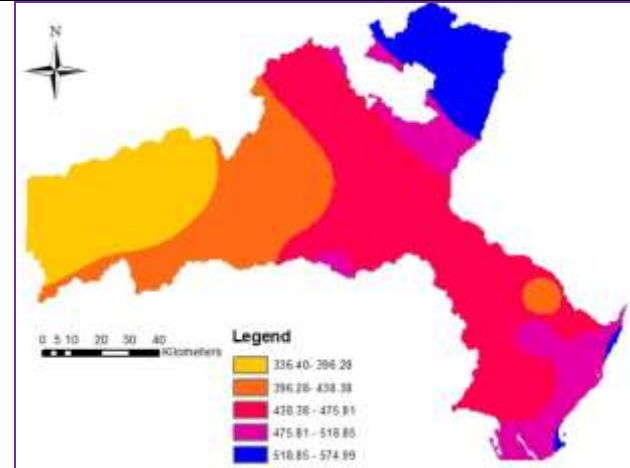 N
0 5 10 20 30 40
Kilometers
Legend
336.40- 396.28
396.28- 438.38
438.38 - 475.81
475.81 - 518.85
518.85 - 574.99